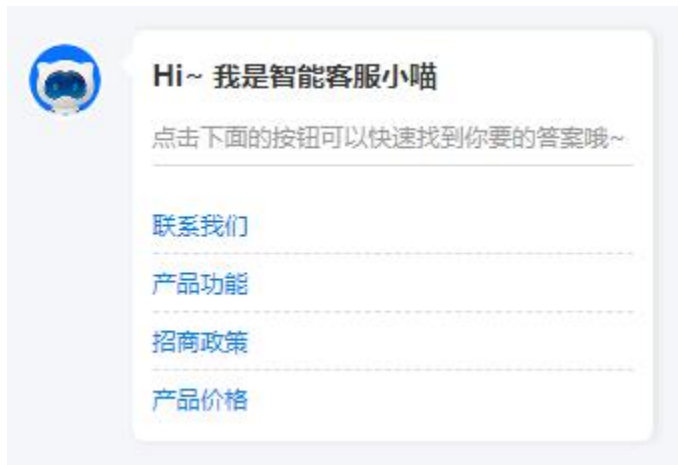 Hi~ 我是智能客服小喵
点击下面的按钮可以快速找到你要的答案哦~
联系我们
产品功能
招商政策
产品价格